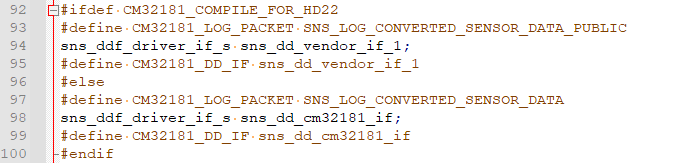 92 #ifdef CM32181_COMPILE_FOR_HD22
93 #define CM32181_LOG_PACKET SNS_LOG_CONVERTED_SENSOR_DATA_PUBLIC
94 sns_ddf_driver_if_s sns_dd_vendor_if_1;
95 #define CM32181_DD_IF sns_dd_vendor_if_1
96 #else
97 #define CM32181_LOG_PACKET SNS_LOG_CONVERTED_SENSOR_DATA
98 sns_ddf_driver_if_s sns_dd_cm32181_if;
99 #define CM32181_DD_IF sns_dd_cm32181_if
100 #endif